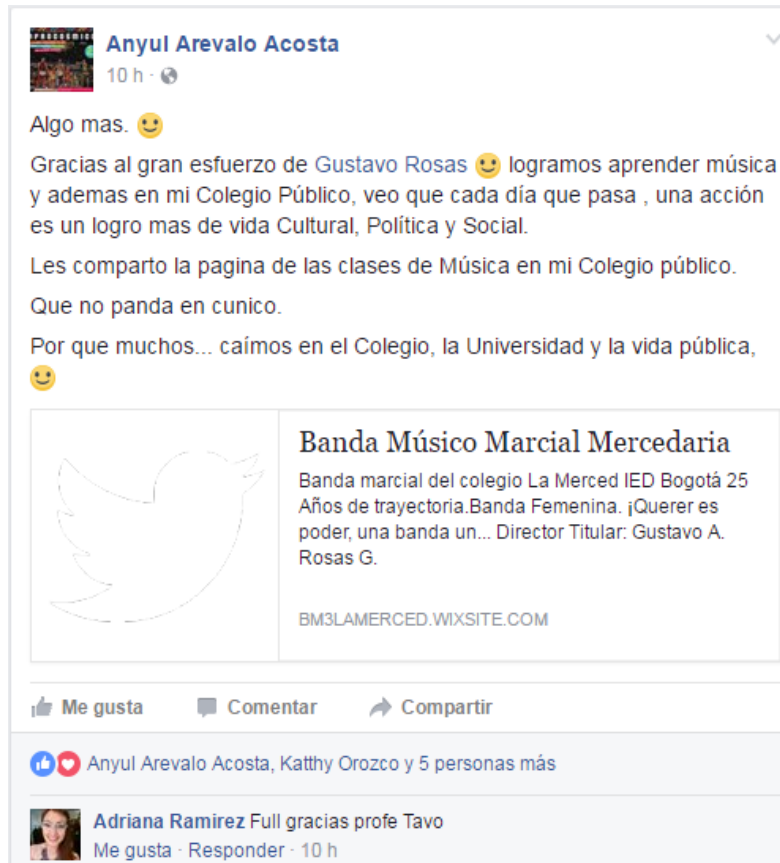 Anyul Arevalo Acosta
10 h ·
Algo mas.
Gracias al gran esfuerzo de Gustavo Rosas logramos aprender música
y ademas en mi Colegio Público, veo que cada día que pasa , una acción
es un logro mas de vida Cultural, Política y Social.
Les comparto la pagina de las clases de Música en mi Colegio público.
Que no panda en cunico.
Por que muchos... caímos en el Colegio, la Universidad y la vida pública,
Banda Músico Marcial Mercedaria
Banda marcial del colegio La Merced IED Bogotá 25
Años de trayectoria.Banda Femenina. ¡Querer es
poder, una banda un... Director Titular: Gustavo A.
Rosas G.
BM3LAMERCED.WIXSITE.COM
Me gusta Comentar Compartir
Anyul Arevalo Acosta, Katthy Orozco y 5 personas más
Adriana Ramirez Full gracias profe Tavo
Me gusta · Responder · 10 h